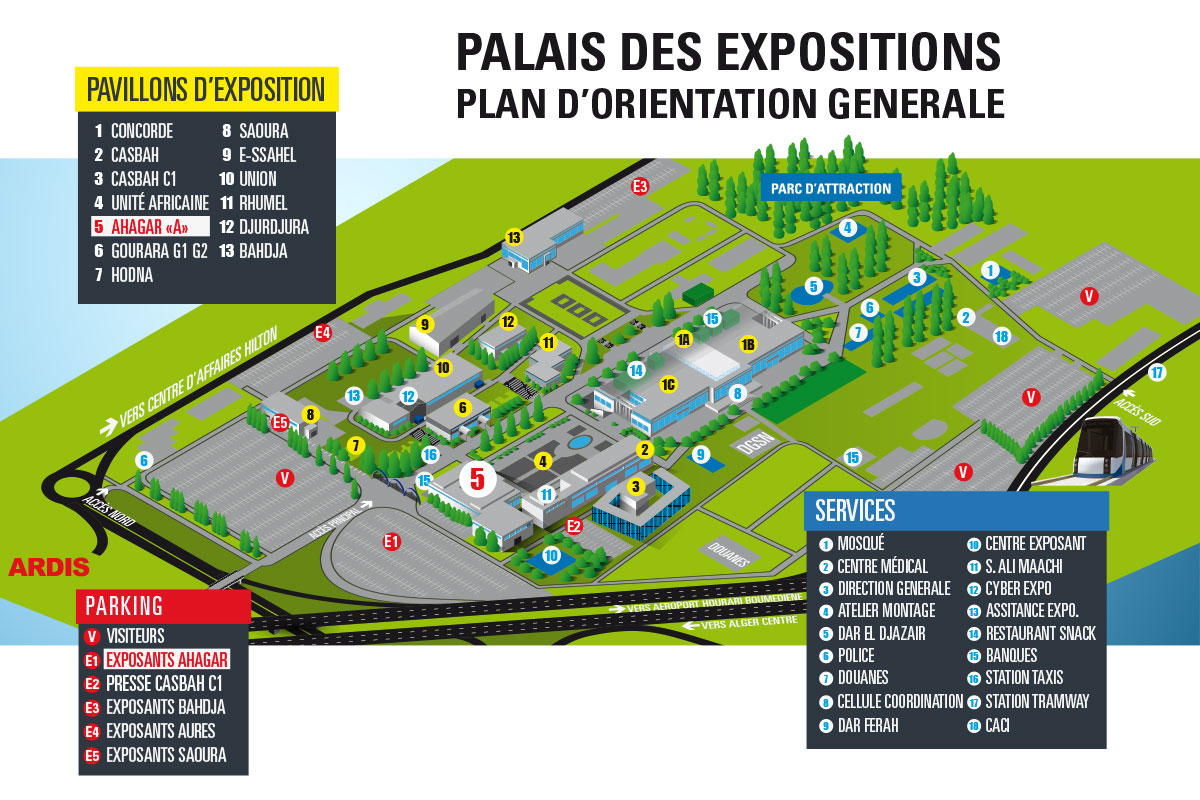 PALAIS DES EXPOSITIONS
PLAN D'ORIENTATION GENERALE
PAVILLONS D'EXPOSITION
1 CONCORDE
2 CASBAH
3 CASBAH C1
4 UNITÉ AFRICAINE
5 AHAGAR «A»
6 GOURARA G1 G2
7 HODNA
8 SAOURA
9 E-SSAHEL
10 UNION
11 RHUMEL
12 DJURDJURA
13 BAHDJA
PARC D'ATTRACTION
E3
4
13
1
3
5
V
6
2
15
12
9
E4
7
18
11
1A
1B
VERS CENTRE D'AFFAIRES HILTON
10
14
1C
17
13
12
8
V
ACCÈS SUD
6
8
E5
7
DGSN
2
16
9
15
6
4
V
V
5
15
3
11
ACCÈS NORD
ACCÈS PRINCIPAL
E2
E1
10
DOUANES
ARDIS
VERS AEROPORT HOUARI BOUMEDIENE
VERS ALGER CENTRE
PARKING
V VISITEURS
E1 EXPOSANTS AHAGAR
E2 PRESSE CASBAH C1
E3 EXPOSANTS BAHDJA
E4 EXPOSANTS AURES
E5 EXPOSANTS SAOURA
SERVICES
1 MOSQUÉ
2 CENTRE MÉDICAL
3 DIRECTION GENERALE
4 ATELIER MONTAGE
5 DAR EL DJAZAIR
6 POLICE
7 DOUANES
8 CELLULE COORDINATION
9 DAR FERAH
10 CENTRE EXPOSANT
11 S. ALI MAACHI
12 CYBER EXPO
13 ASSITANCE EXPO.
14 RESTAURANT SNACK
15 BANQUES
16 STATION TAXIS
17 STATION TRAMWAY
18 CACI